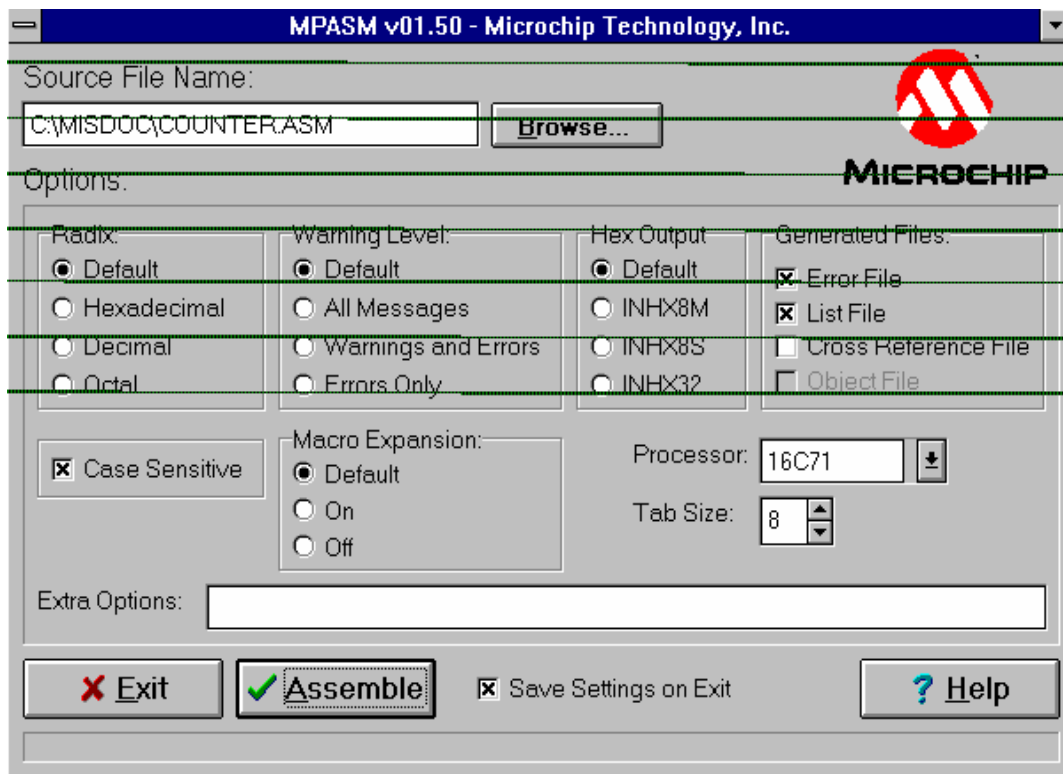 MPASM v01.50 - Microchip Technology, Inc.
Source File Name:
C:\MISDOC\COUNTER.ASM
Browse...
MICROCHIP
Options:
Radix:
Default
Hexadecimal
Decimal
Octal
Warning Level:
Default
All Messages
Warnings and Errors
Errors Only
Hex Output
Default
INHX8M
INHX8S
INHX32
Generated Files:
Error File
List File
Cross Reference File
Object File
Case Sensitive
Macro Expansion:
Default
On
Off
Processor: 16C71
Tab Size: 8
Extra Options:
Exit
Assemble
Save Settings on Exit
? Help